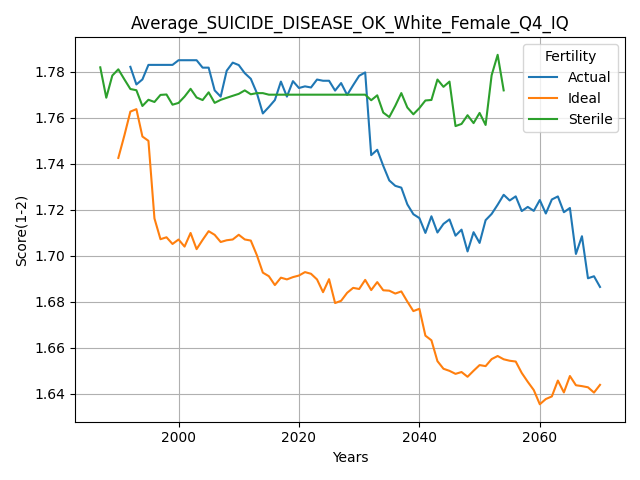 Average_SUICIDE_DISEASE_OK_White_Female_Q4_IQ
Fertility
Actual
Ideal
Sterile
Score(1-2)
1.78
1.76
1.74
1.72
1.70
1.68
1.66
1.64
2000 2020 2040 2060
Years